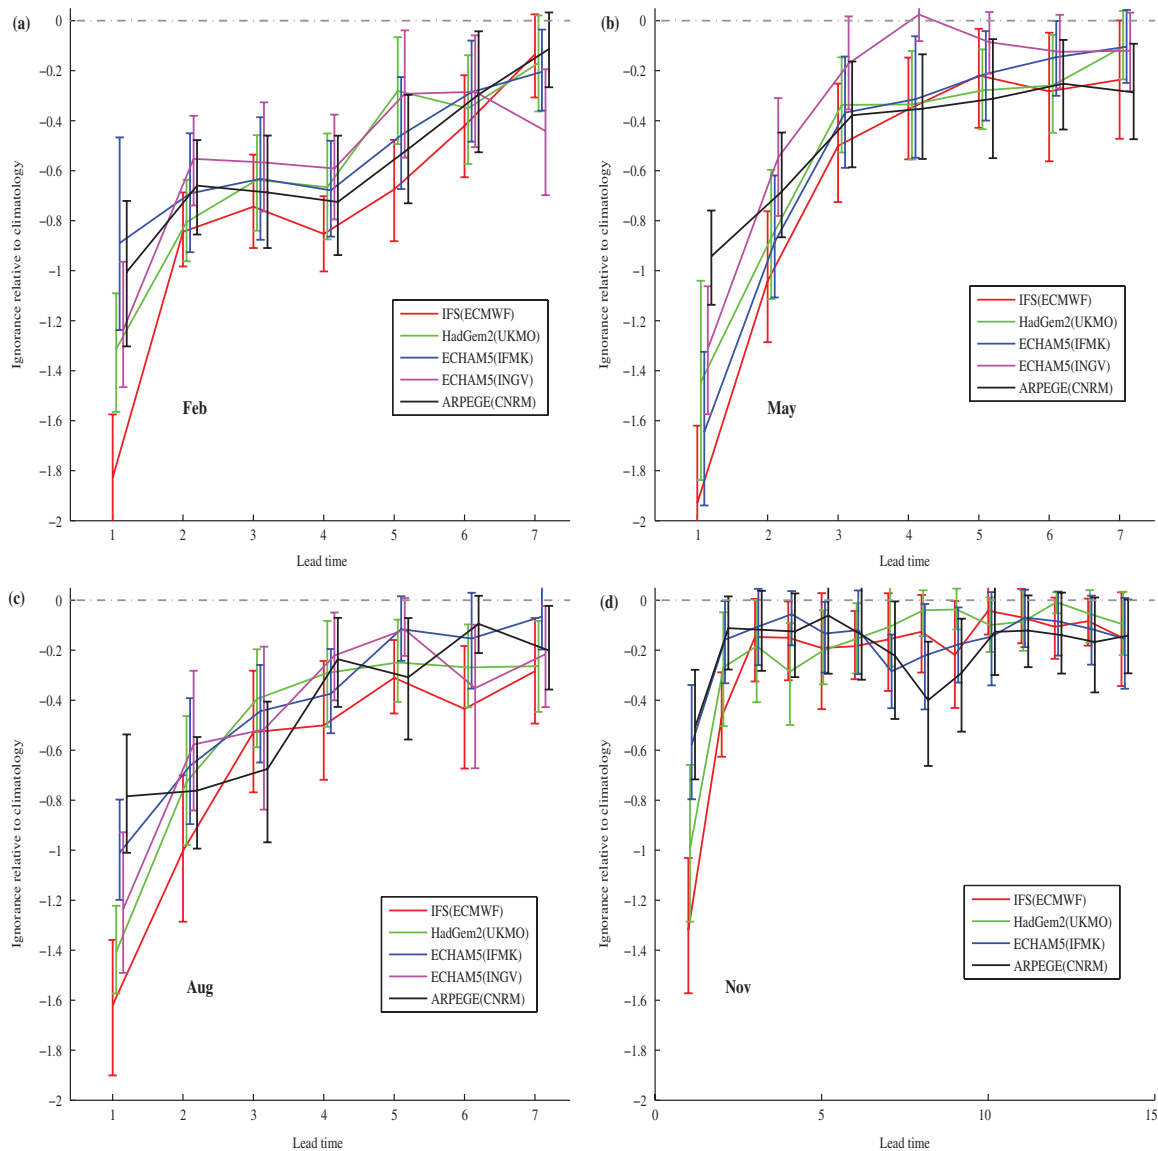 (a)
0
−0.2
−0.4
−0.6
−0.8
−1
−1.2
−1.4
−1.6
−1.8
−2
Ignorance relative to climatology
IFS(ECMWF)
HadGem2(UKMO)
ECHAM5(IFMK)
ECHAM5(INGV)
ARPEGE(CNRM)
Feb
1 2 3 4 5 6 7
Lead time
(b)
0
−0.2
−0.4
−0.6
−0.8
−1
−1.2
−1.4
−1.6
−1.8
−2
Ignorance relative to climatology
IFS(ECMWF)
HadGem2(UKMO)
ECHAM5(IFMK)
ECHAM5(INGV)
ARPEGE(CNRM)
May
1 2 3 4 5 6 7
Lead time
(c)
0
−0.2
−0.4
−0.6
−0.8
−1
−1.2
−1.4
−1.6
−1.8
−2
Ignorance relative to climatology
IFS(ECMWF)
HadGem2(UKMO)
ECHAM5(IFMK)
ECHAM5(INGV)
ARPEGE(CNRM)
Aug
1 2 3 4 5 6 7
Lead time
(d)
0
−0.2
−0.4
−0.6
−0.8
−1
−1.2
−1.4
−1.6
−1.8
−2
Ignorance relative to climatology
IFS(ECMWF)
HadGem2(UKMO)
ECHAM5(IFMK)
ARPEGE(CNRM)
Nov
0 5 10 15
Lead time